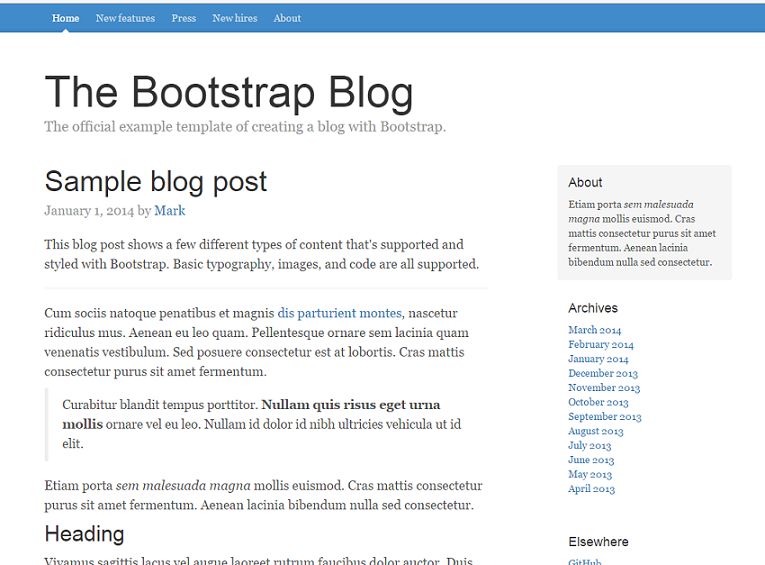 Home New features Press New hires About
The Bootstrap Blog
The official example template of creating a blog with Bootstrap.
Sample blog post
January 1, 2014 by Mark
This blog post shows a few different types of content that's supported and
styled with Bootstrap. Basic typography, images, and code are all supported.
Cum sociis natoque penatibus et magnis dis parturient montes, nascetur
ridiculus mus. Aenean eu leo quam. Pellentesque ornare sem lacinia quam
venenatis vestibulum. Sed posuere consectetur est at lobortis. Cras mattis
consectetur purus sit amet fermentum.
Curabitur blandit tempus porttitor. Nullam quis risus eget urna
mollis ornare vel eu leo. Nullam id dolor id nibh ultricies vehicula ut id
elit.
Etiam porta sem malesuada magna mollis euismod. Cras mattis consectetur
purus sit amet fermentum. Aenean lacinia bibendum nulla sed consectetur.
Heading
Vivamus sagittis lacus vel augue laoreet rutrum faucibus dolor auctor. Duis
About
Etiam porta sem malesuada
magna mollis euismod. Cras
mattis consectetur purus sit amet
fermentum. Aenean lacinia
bibendum nulla sed consectetur.
Archives
March 2014
February 2014
January 2014
December 2013
November 2013
October 2013
September 2013
August 2013
July 2013
June 2013
May 2013
April 2013
Elsewhere
GitHub